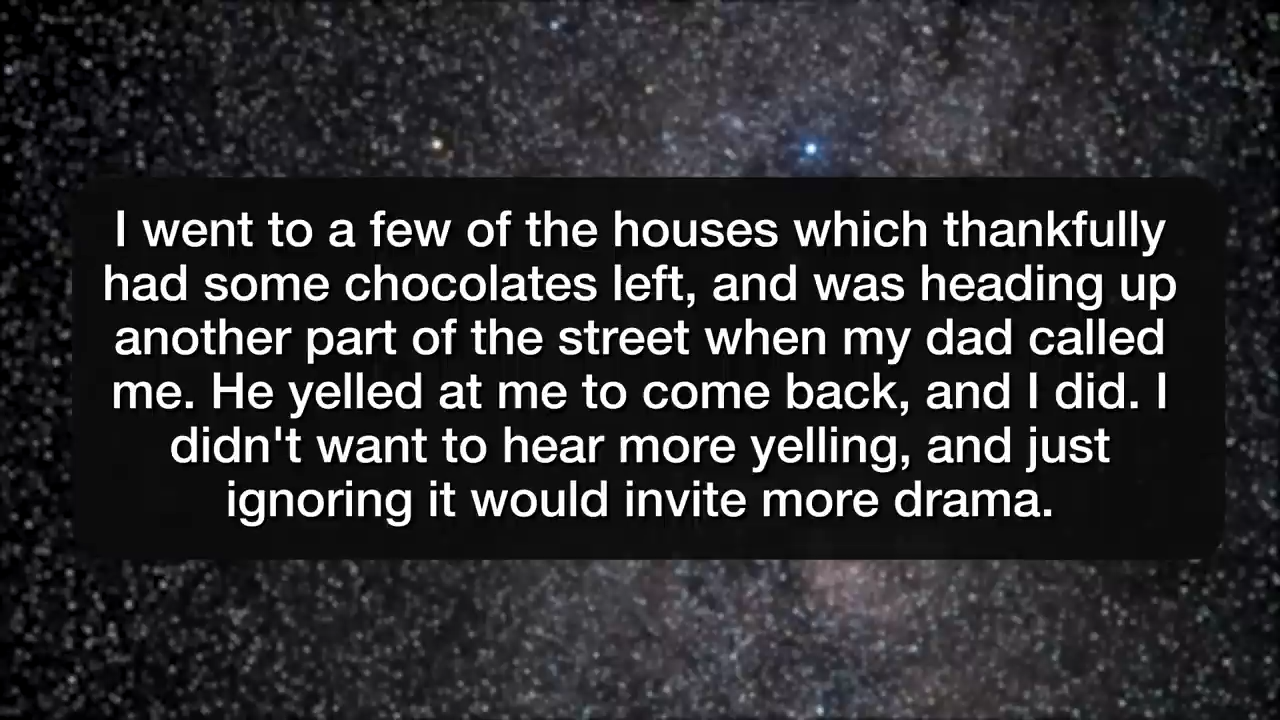 I went to a few of the houses which thankfully
had some chocolates left, and was heading up
another part of the street when my dad called
me. He yelled at me to come back, and I did. I
didn't want to hear more yelling, and just
ignoring it would invite more drama.